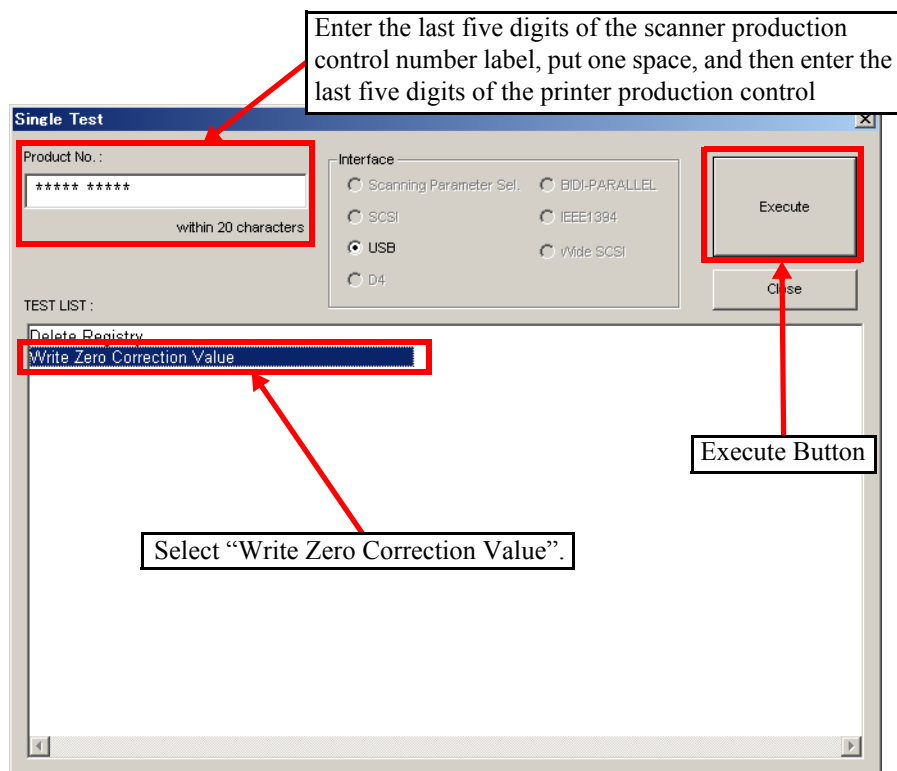 Enter the last five digits of the scanner production
control number label, put one space, and then enter the
last five digits of the printer production control
Single Test
Product No. :
***** *****
within 20 characters
Interface
Scanning Parameter Sel.
BIDI-PARALLEL
SCSI
IEEE1394
USB
Wide SCSI
D4
Execute
Close
TEST LIST :
Delete Registry
Write Zero Correction Value
Execute Button
Select “Write Zero Correction Value”.